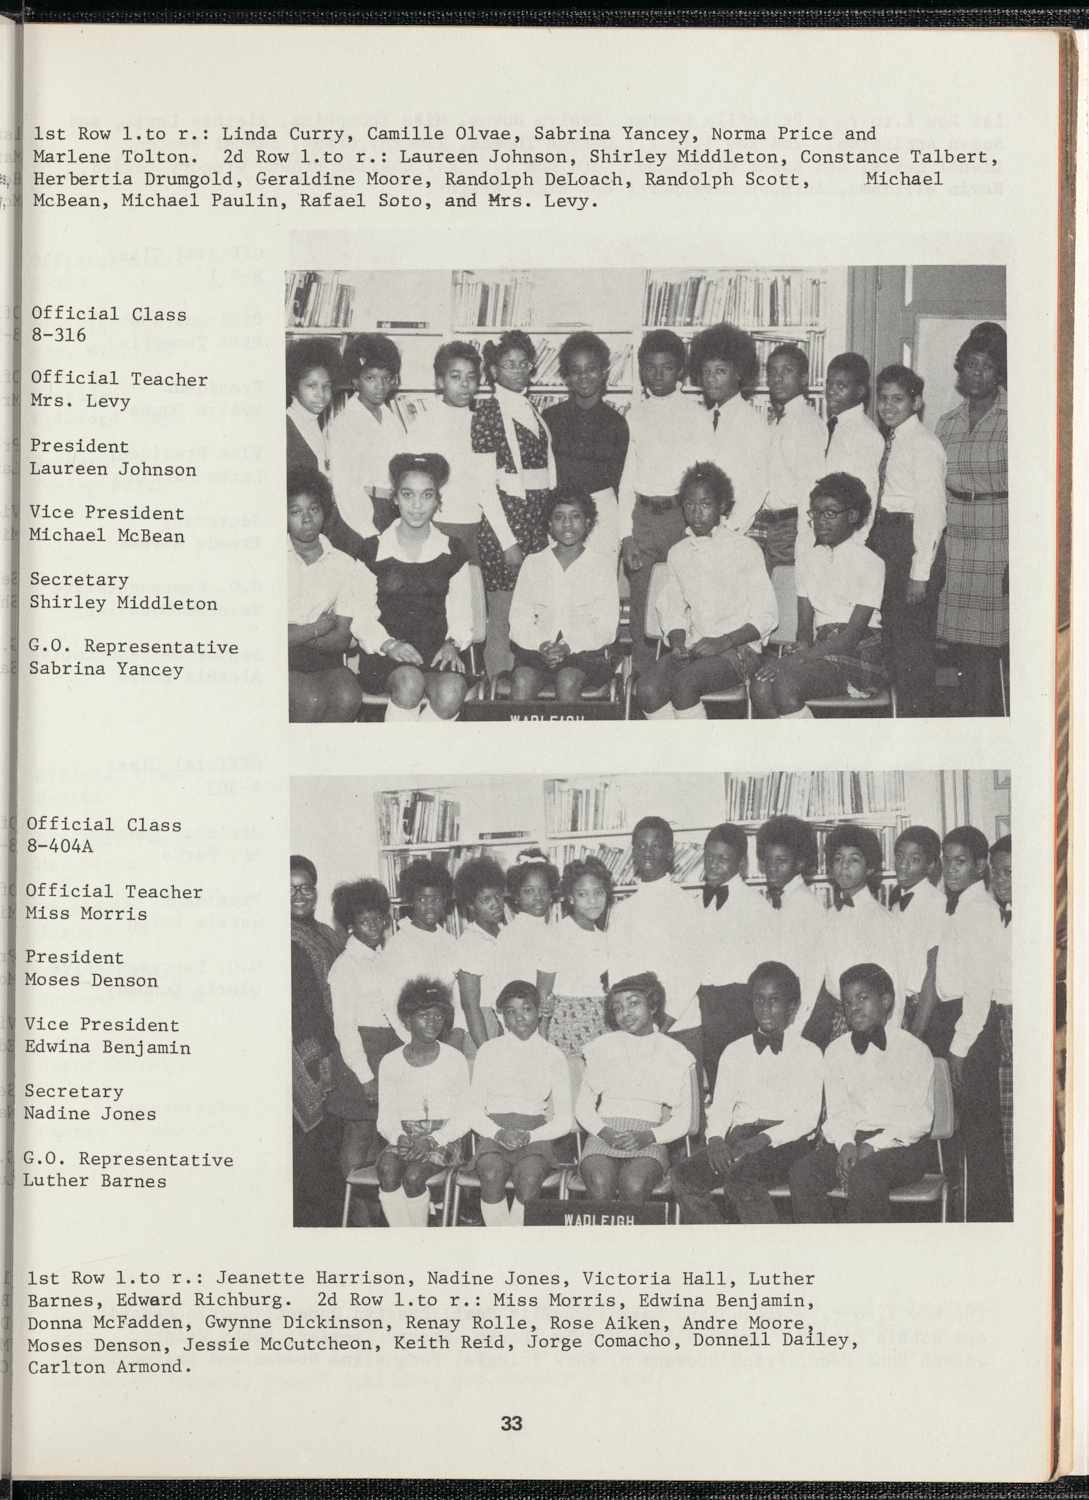 1st Row l.to r.: Linda Curry, Camille Olvae, Sabrina Yancey, Norma Price and
Marlene Tolton.  2d Row l.to r.: Laureen Johnson, Shirley Middleton, Constance Talbert,
Herbertia Drumgold, Geraldine Moore, Randolph DeLoach, Randolph Scott,     Michael
McBean, Michael Paulin, Rafael Soto, and Mrs. Levy.
Official Class
8-316
Official Teacher
Mrs. Levy
President
Laureen Johnson
Vice President
Michael McBean
Secretary
Shirley Middleton
G.O. Representative
Sabrina Yancey
WADLEIGH
Official Class
8-404A
Official Teacher
Miss Morris
President
Moses Denson
Vice President
Edwina Benjamin
Secretary
Nadine Jones
G.O. Representative
Luther Barnes
WADLEIGH
1st Row l.to r.: Jeanette Harrison, Nadine Jones, Victoria Hall, Luther
Barnes, Edward Richburg.  2d Row l.to r.: Miss Morris, Edwina Benjamin,
Donna McFadden, Gwynne Dickinson, Renay Rolle, Rose Aiken, Andre Moore,
Moses Denson, Jessie McCutcheon, Keith Reid, Jorge Comacho, Donnell Dailey,
Carlton Armond.
33